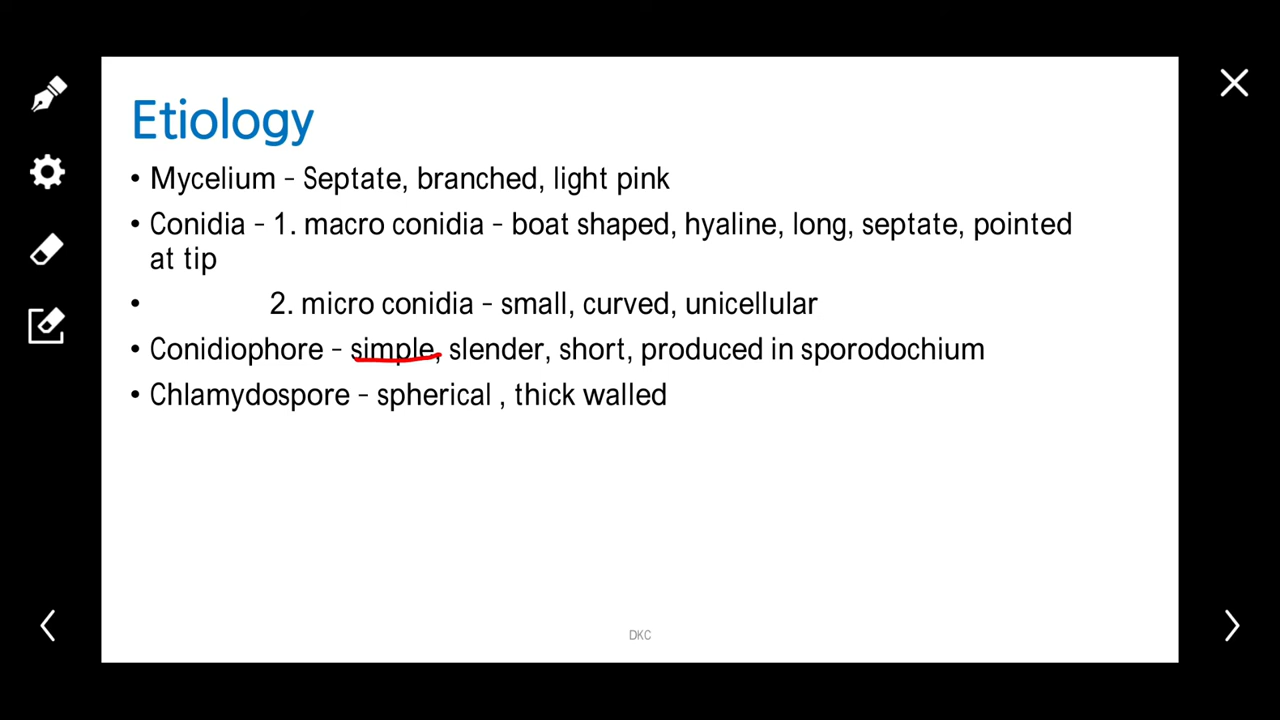 Etiology
• Mycelium – Septate, branched, light pink
• Conidia – 1. macro conidia – boat shaped, hyaline, long, septate, pointed
at tip
• 2. micro conidia – small, curved, unicellular
• Conidiophore – simple, slender, short, produced in sporodochium
• Chlamydospore – spherical , thick walled
DKC